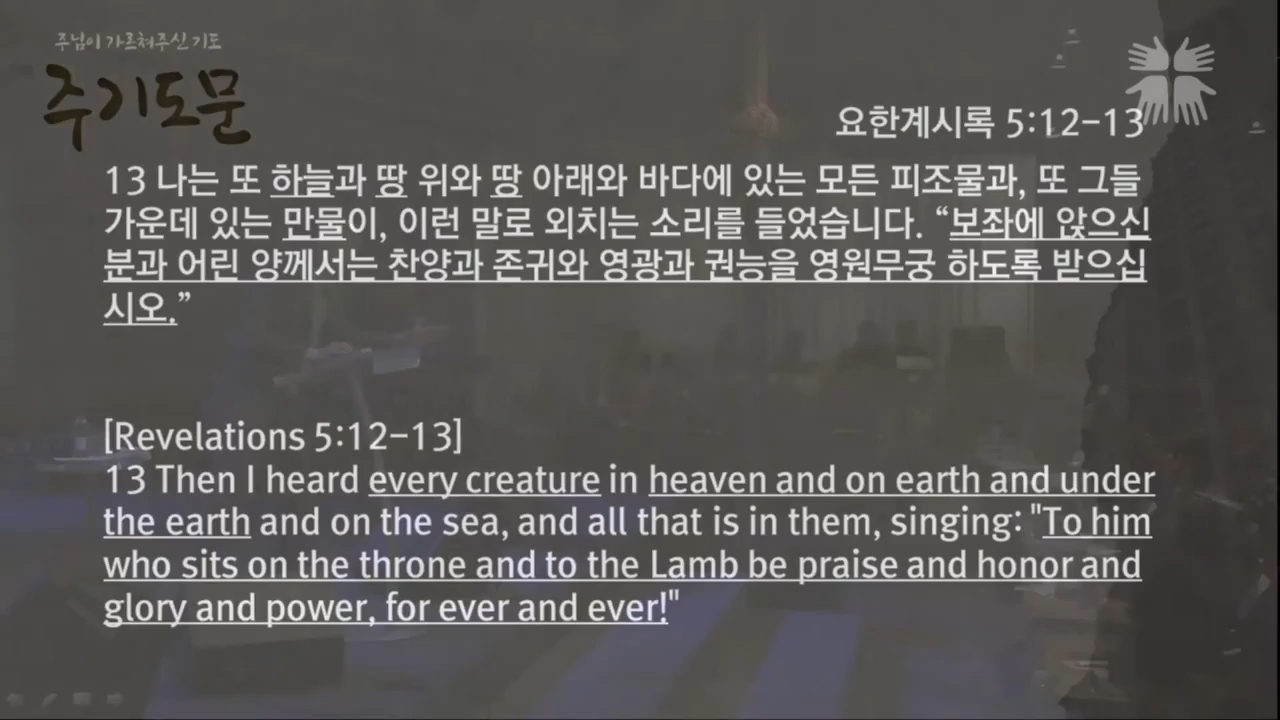 주님이 가르쳐주신 기도
주기도문
요한계시록 5:12-13
13 나는 또 하늘과 땅 위와 땅 아래와 바다에 있는 모든 피조물과, 또 그들
가운데 있는 만물이, 이런 말로 외치는 소리를 들었습니다. “보좌에 앉으신
분과 어린 양께서는 찬양과 존귀와 영광과 권능을 영원무궁 하도록 받으십
시오.”
[Revelations 5:12-13]
13 Then I heard every creature in heaven and on earth and under
the earth and on the sea, and all that is in them, singing: "To him
who sits on the throne and to the Lamb be praise and honor and
glory and power, for ever and ever!"